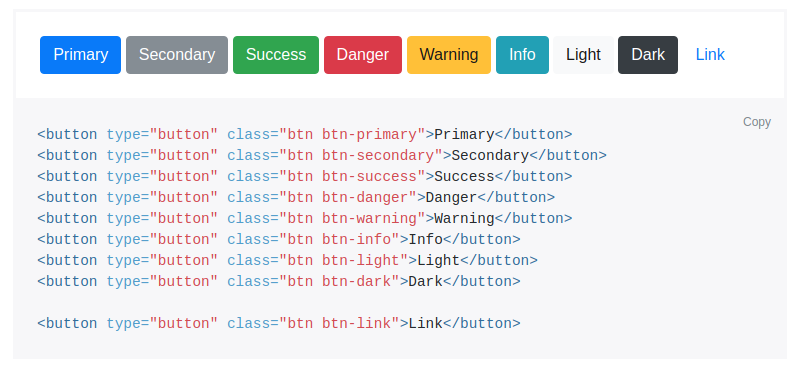 Primary Secondary Success Danger Warning Info Light Dark Link
Copy
<button type="button" class="btn btn-primary">Primary</button>
<button type="button" class="btn btn-secondary">Secondary</button>
<button type="button" class="btn btn-success">Success</button>
<button type="button" class="btn btn-danger">Danger</button>
<button type="button" class="btn btn-warning">Warning</button>
<button type="button" class="btn btn-info">Info</button>
<button type="button" class="btn btn-light">Light</button>
<button type="button" class="btn btn-dark">Dark</button>
<button type="button" class="btn btn-link">Link</button>